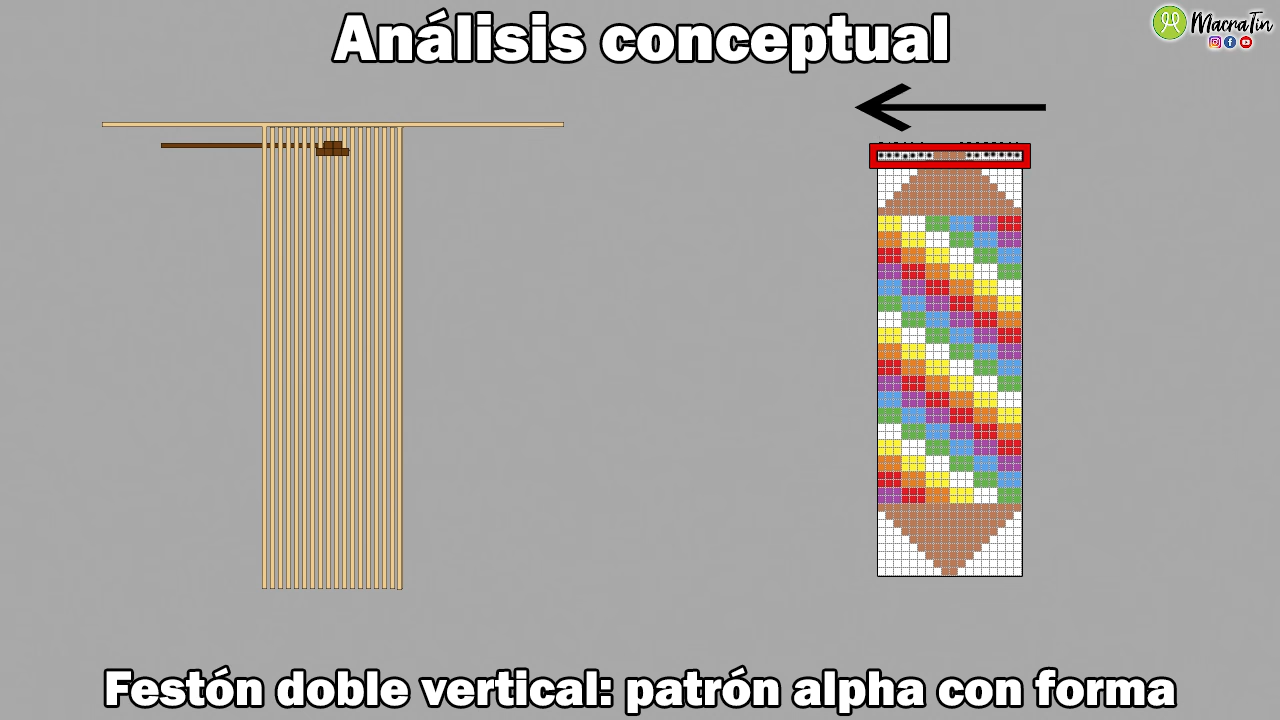 Análisis conceptual
MacraTin
Festón doble vertical: patrón alpha con forma